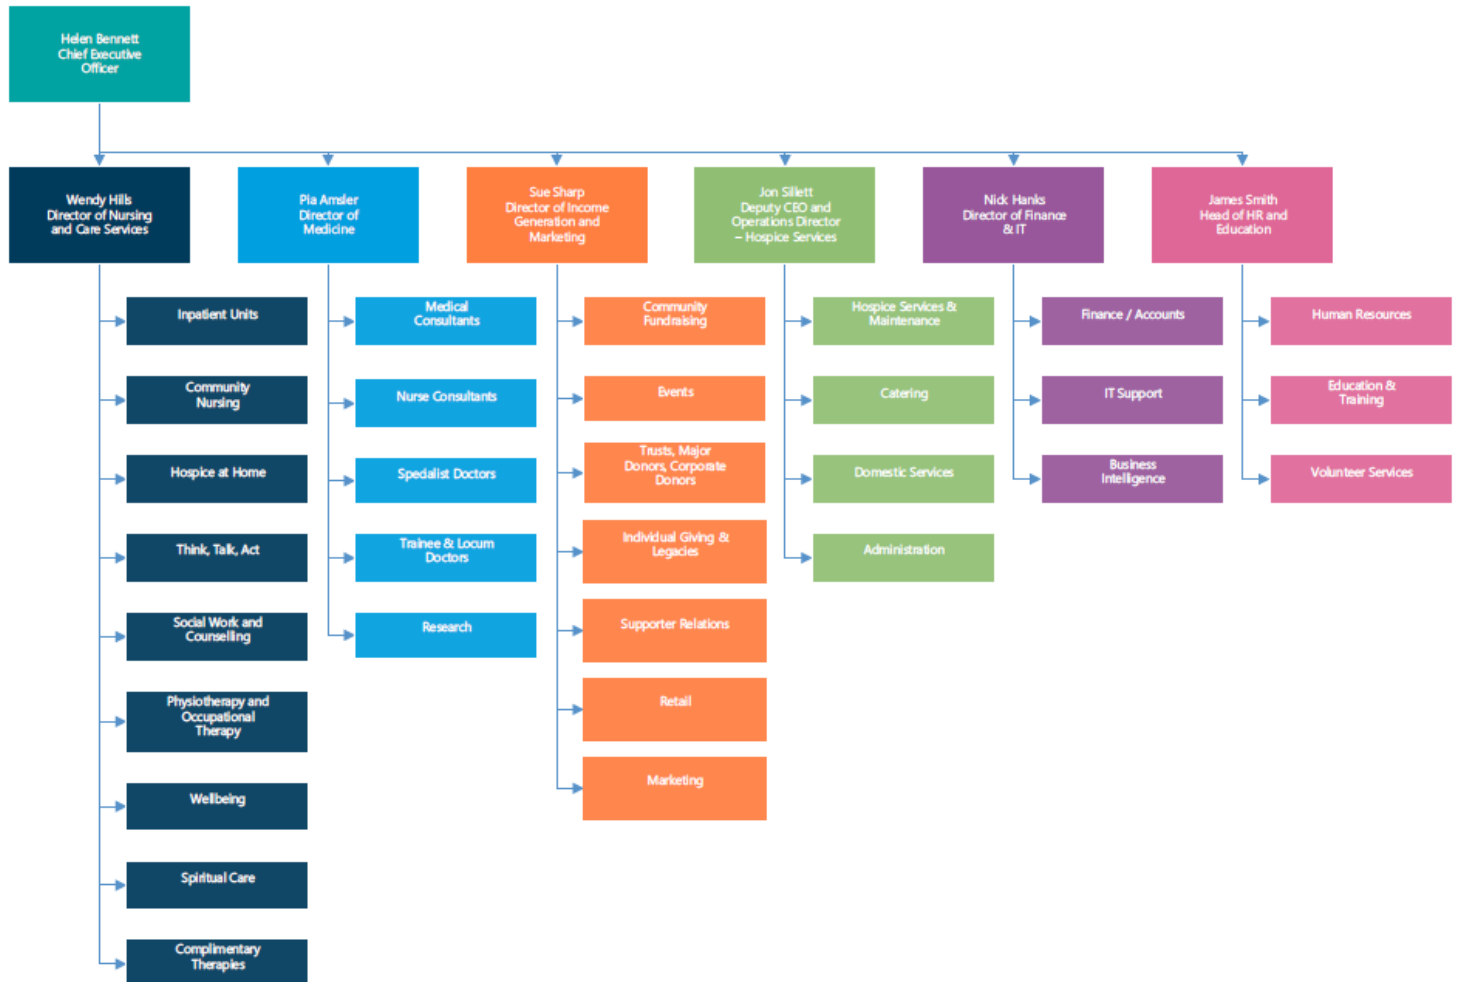 Helen Bennett
Chief Executive
Officer
Wendy Hills
Director of Nursing
and Care Services
Pia Amsler
Director of
Medicine
Sue Sharp
Director of Income
Generation and
Marketing
Jon Sillett
Deputy CEO and
Operations Director
– Hospice Services
Nick Hanks
Director of Finance
& IT
James Smith
Head of HR and
Education
Inpatient Units
Community
Nursing
Hospice at Home
Think, Talk, Act
Social Work and
Counselling
Physiotherapy and
Occupational
Therapy
Wellbeing
Spiritual Care
Complimentary
Therapies
Medical
Consultants
Nurse Consultants
Specialist Doctors
Trainee & Locum
Doctors
Research
Community
Fundraising
Events
Trusts, Major
Donors, Corporate
Donors
Individual Giving &
Legacies
Supporter Relations
Retail
Marketing
Hospice Services &
Maintenance
Catering
Domestic Services
Administration
Finance / Accounts
IT Support
Business
Intelligence
Human Resources
Education &
Training
Volunteer Services